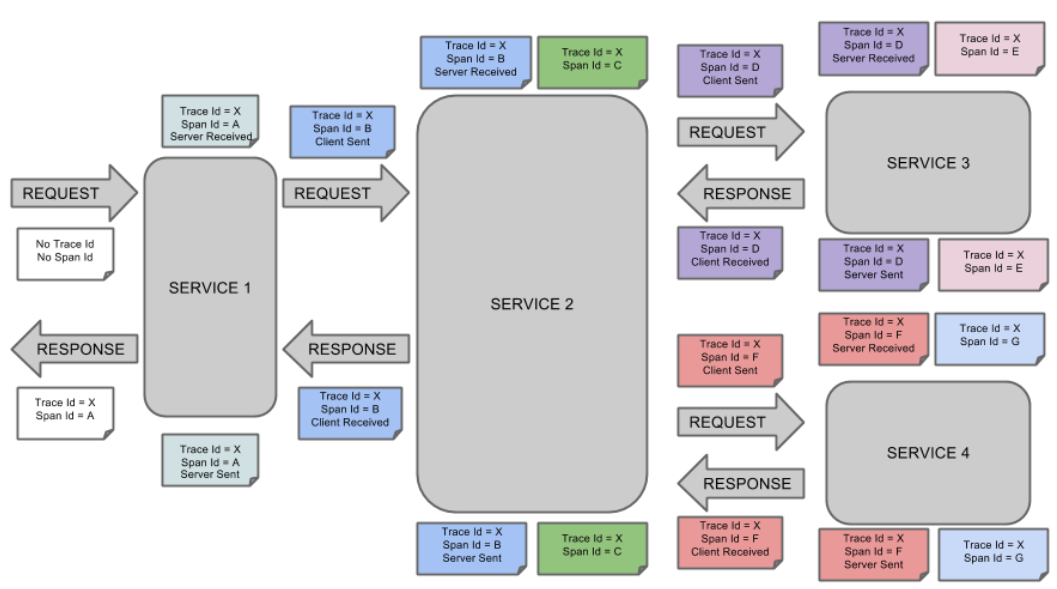 Trace Id = X
Span Id = B
Server Received
Trace Id = X
Span Id = C
Trace Id = X
Span Id = D
Client Sent
Trace Id = X
Span Id = D
Server Received
Trace Id = X
Span Id = E
Trace Id = X
Span Id = A
Server Received
Trace Id = X
Span Id = B
Client Sent
REQUEST
SERVICE 3
REQUEST
REQUEST
RESPONSE
No Trace Id
No Span Id
Trace Id = X
Span Id = D
Client Received
Trace Id = X
Span Id = D
Server Sent
Trace Id = X
Span Id = E
SERVICE 1
SERVICE 2
RESPONSE
RESPONSE
Trace Id = X
Span Id = F
Client Sent
Trace Id = X
Span Id = F
Server Received
Trace Id = X
Span Id = G
Trace Id = X
Span Id = A
Trace Id = X
Span Id = B
Client Received
REQUEST
SERVICE 4
Trace Id = X
Span Id = A
Server Sent
RESPONSE
Trace Id = X
Span Id = B
Server Sent
Trace Id = X
Span Id = C
Trace Id = X
Span Id = F
Client Received
Trace Id = X
Span Id = F
Server Sent
Trace Id = X
Span Id = G